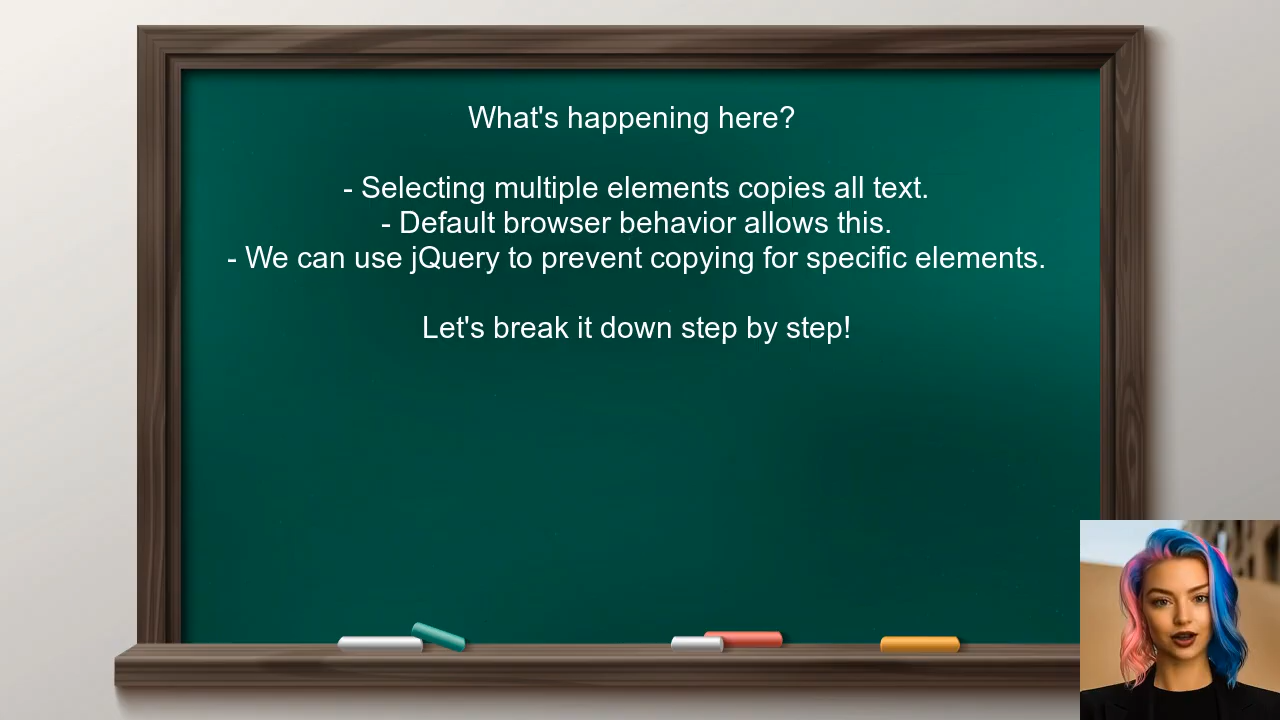 What's happening here?
- Selecting multiple elements copies all text.
- Default browser behavior allows this.
- We can use jQuery to prevent copying for specific elements.
Let's break it down step by step!